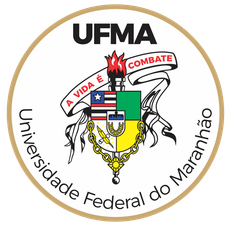 UFMA
A VIDA É COMBATE
Universidade Federal do Maranhão